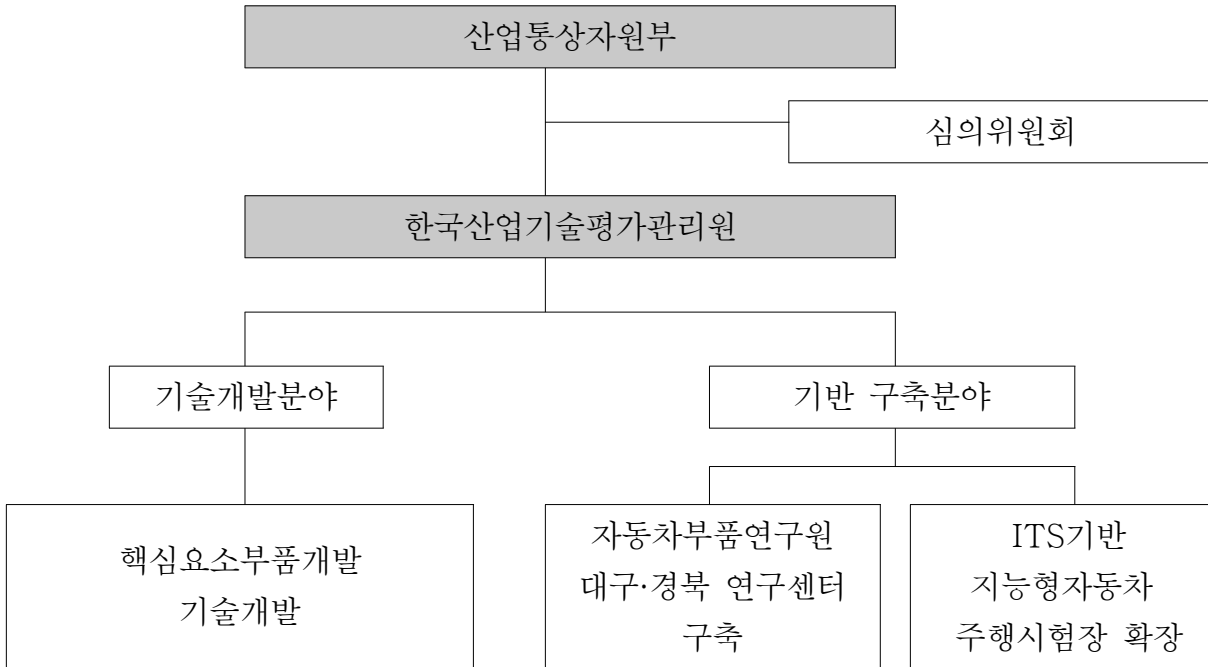 산업통상자원부
심의위원회
한국산업기술평가관리원
기술개발분야
기반 구축분야
핵심요소부품개발
기술개발
자동차부품연구원
대구·경북 연구센터
구축
ITS기반
지능형자동차
주행시험장 확장